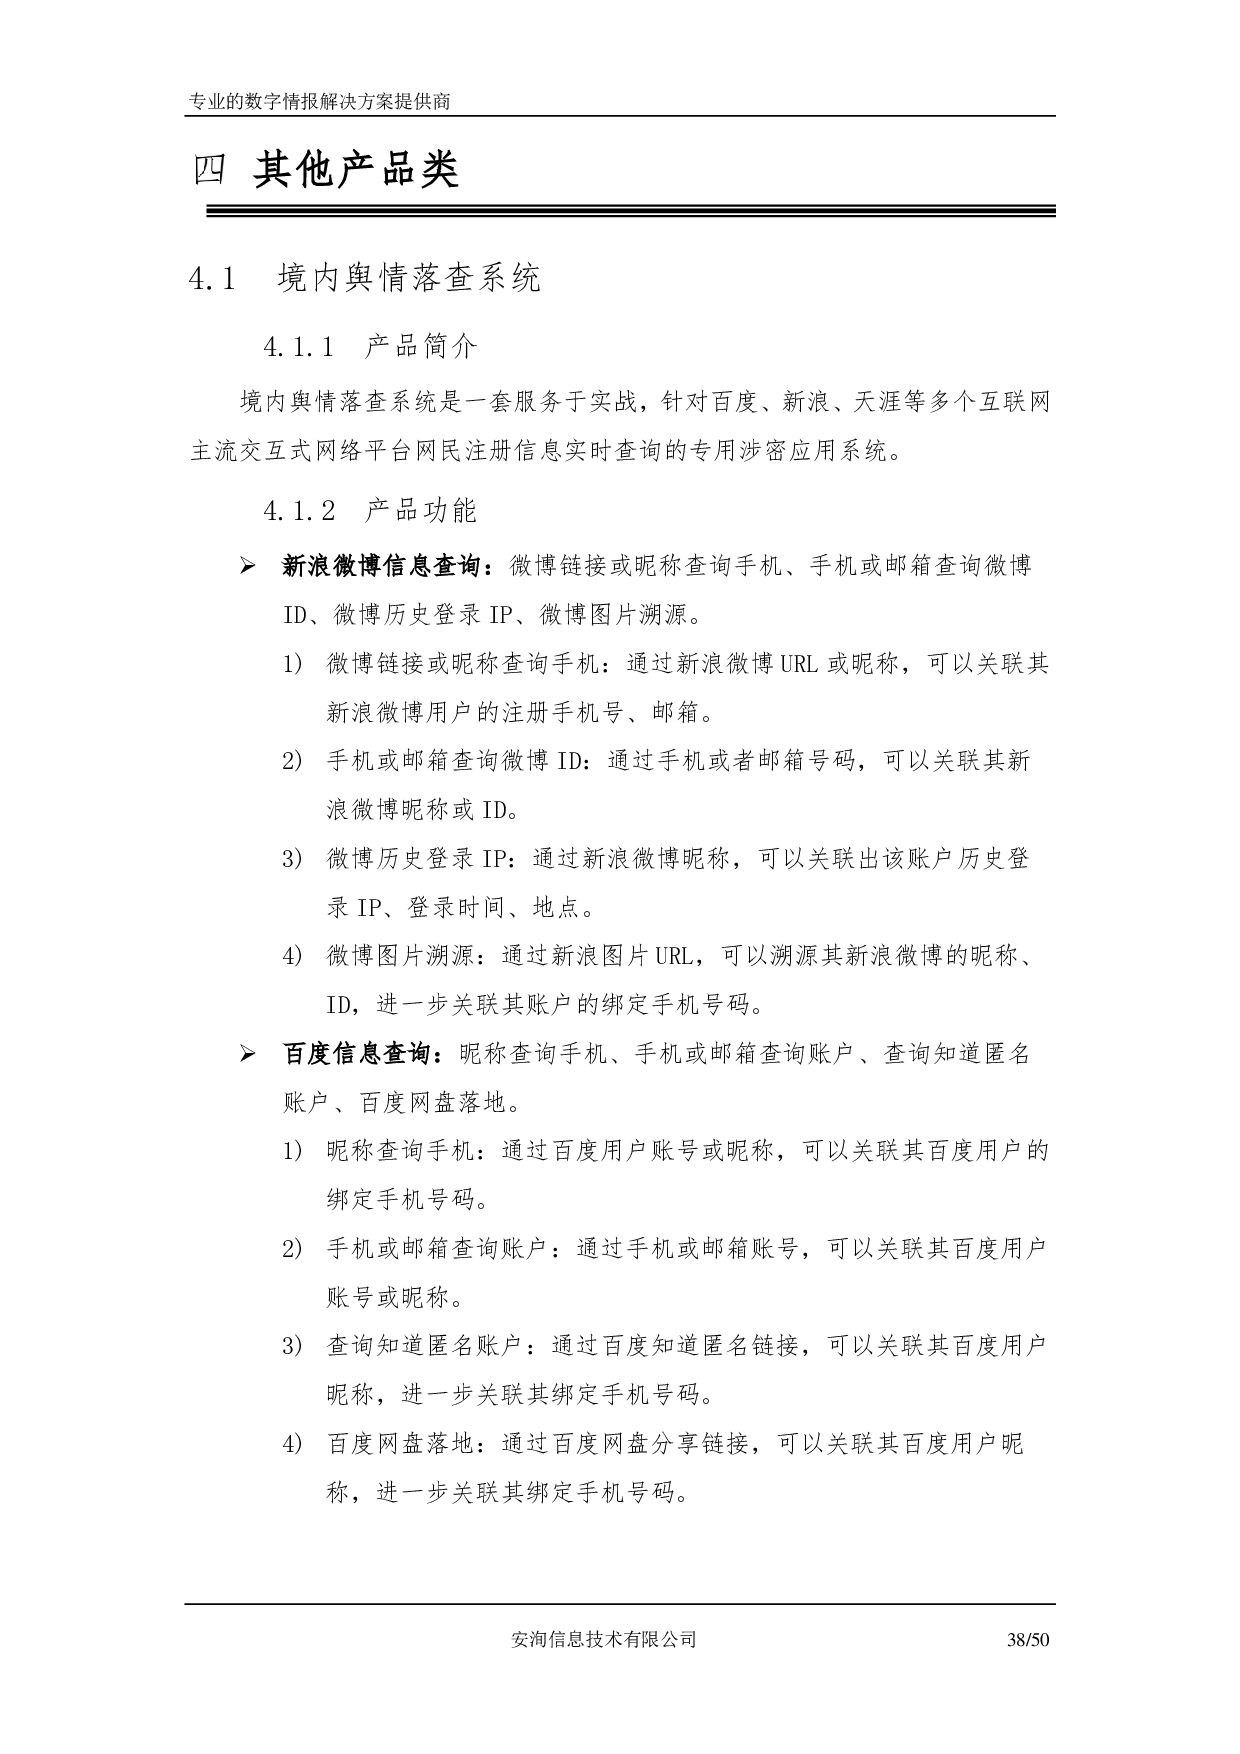 专业的数字情报解决方案提供商
四 其他产品类
4.1 境内舆情落查系统
4.1.1 产品简介
境内舆情落查系统是一套服务于实战，针对百度、新浪、天涯等多个互联网
主流交互式网络平台网民注册信息实时查询的专用涉密应用系统。
4.1.2 产品功能
➢ 新浪微博信息查询：微博链接或昵称查询手机、手机或邮箱查询微博
ID、微博历史登录 IP、微博图片溯源。
1) 微博链接或昵称查询手机：通过新浪微博 URL 或昵称，可以关联其
新浪微博用户的注册手机号、邮箱。
2) 手机或邮箱查询微博 ID：通过手机或者邮箱号码，可以关联其新
浪微博昵称或 ID。
3) 微博历史登录 IP：通过新浪微博昵称，可以关联出该账户历史登
录 IP、登录时间、地点。
4) 微博图片溯源：通过新浪图片 URL，可以溯源其新浪微博的昵称、
ID，进一步关联其账户的绑定手机号码。
➢ 百度信息查询：昵称查询手机、手机或邮箱查询账户、查询知道匿名
账户、百度网盘落地。
1) 昵称查询手机：通过百度用户账号或昵称，可以关联其百度用户的
绑定手机号码。
2) 手机或邮箱查询账户：通过手机或邮箱账号，可以关联其百度用户
账号或昵称。
3) 查询知道匿名账户：通过百度知道匿名链接，可以关联其百度用户
昵称，进一步关联其绑定手机号码。
4) 百度网盘落地：通过百度网盘分享链接，可以关联其百度用户昵
称，进一步关联其绑定手机号码。
安洵信息技术有限公司 38/50